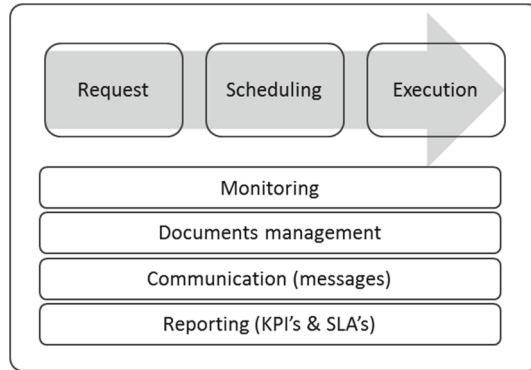 Request
Scheduling
Execution
Monitoring
Documents management
Communication (messages)
Reporting (KPI's & SLA's)